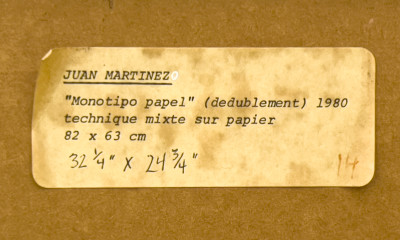 JUAN MARTINEZ
"Monotipo papel" (dedublement) 1980
technique mixte sur papier
82 x 63 cm
32 1/4" x 24 3/4"
14